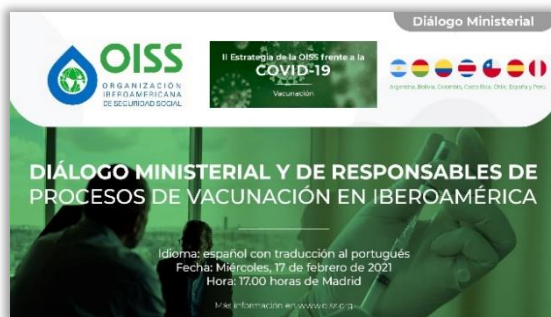 Diálogo Ministerial
OISS
ORGANIZACIÓN
IBEROAMERICANA
DE SEGURIDAD SOCIAL
II Estrategia de la OISS frente a la
COVID-19
Vacunación
Argentina, Bolivia, Colombia, Costa Rica, Chile, España y Perú
DIÁLOGO MINISTERIAL Y DE RESPONSABLES DE
PROCESOS DE VACUNACIÓN EN IBEROAMÉRICA
Idioma: español con traducción al portugués
Fecha: Miércoles, 17 de febrero de 2021
Hora: 17.00 horas de Madrid
Más información en www.oiss.org